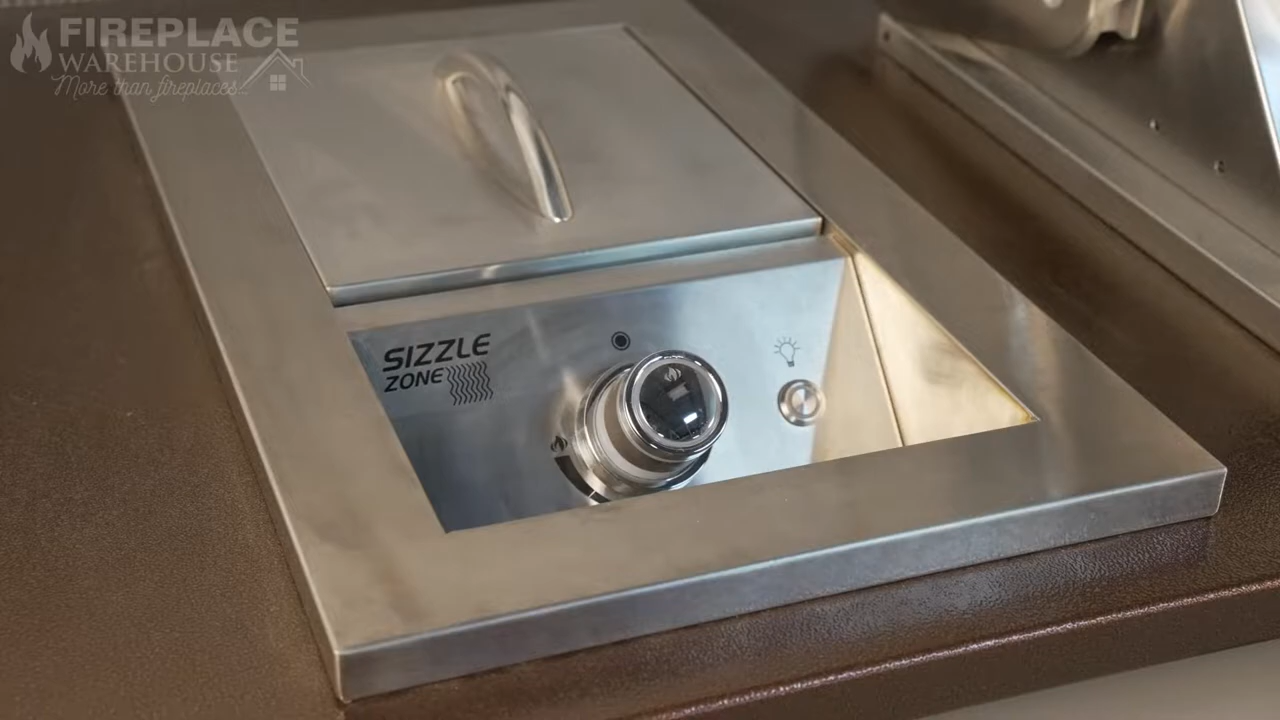 FIREPLACE
WAREHOUSE
More than fireplaces...
SIZZLE
ZONE